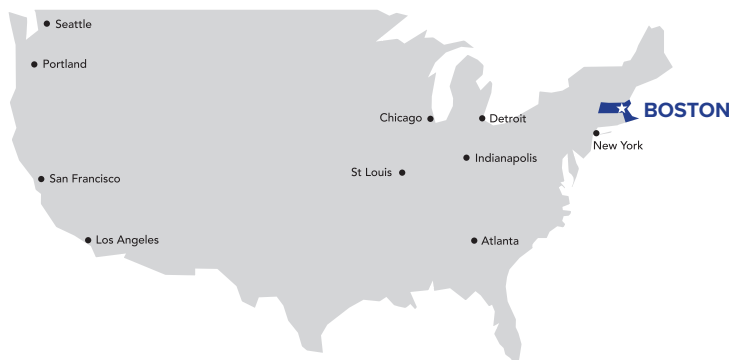 Seattle
Portland
BOSTON
Chicago
Detroit
New York
Indianapolis
St Louis
San Francisco
Los Angeles
Atlanta